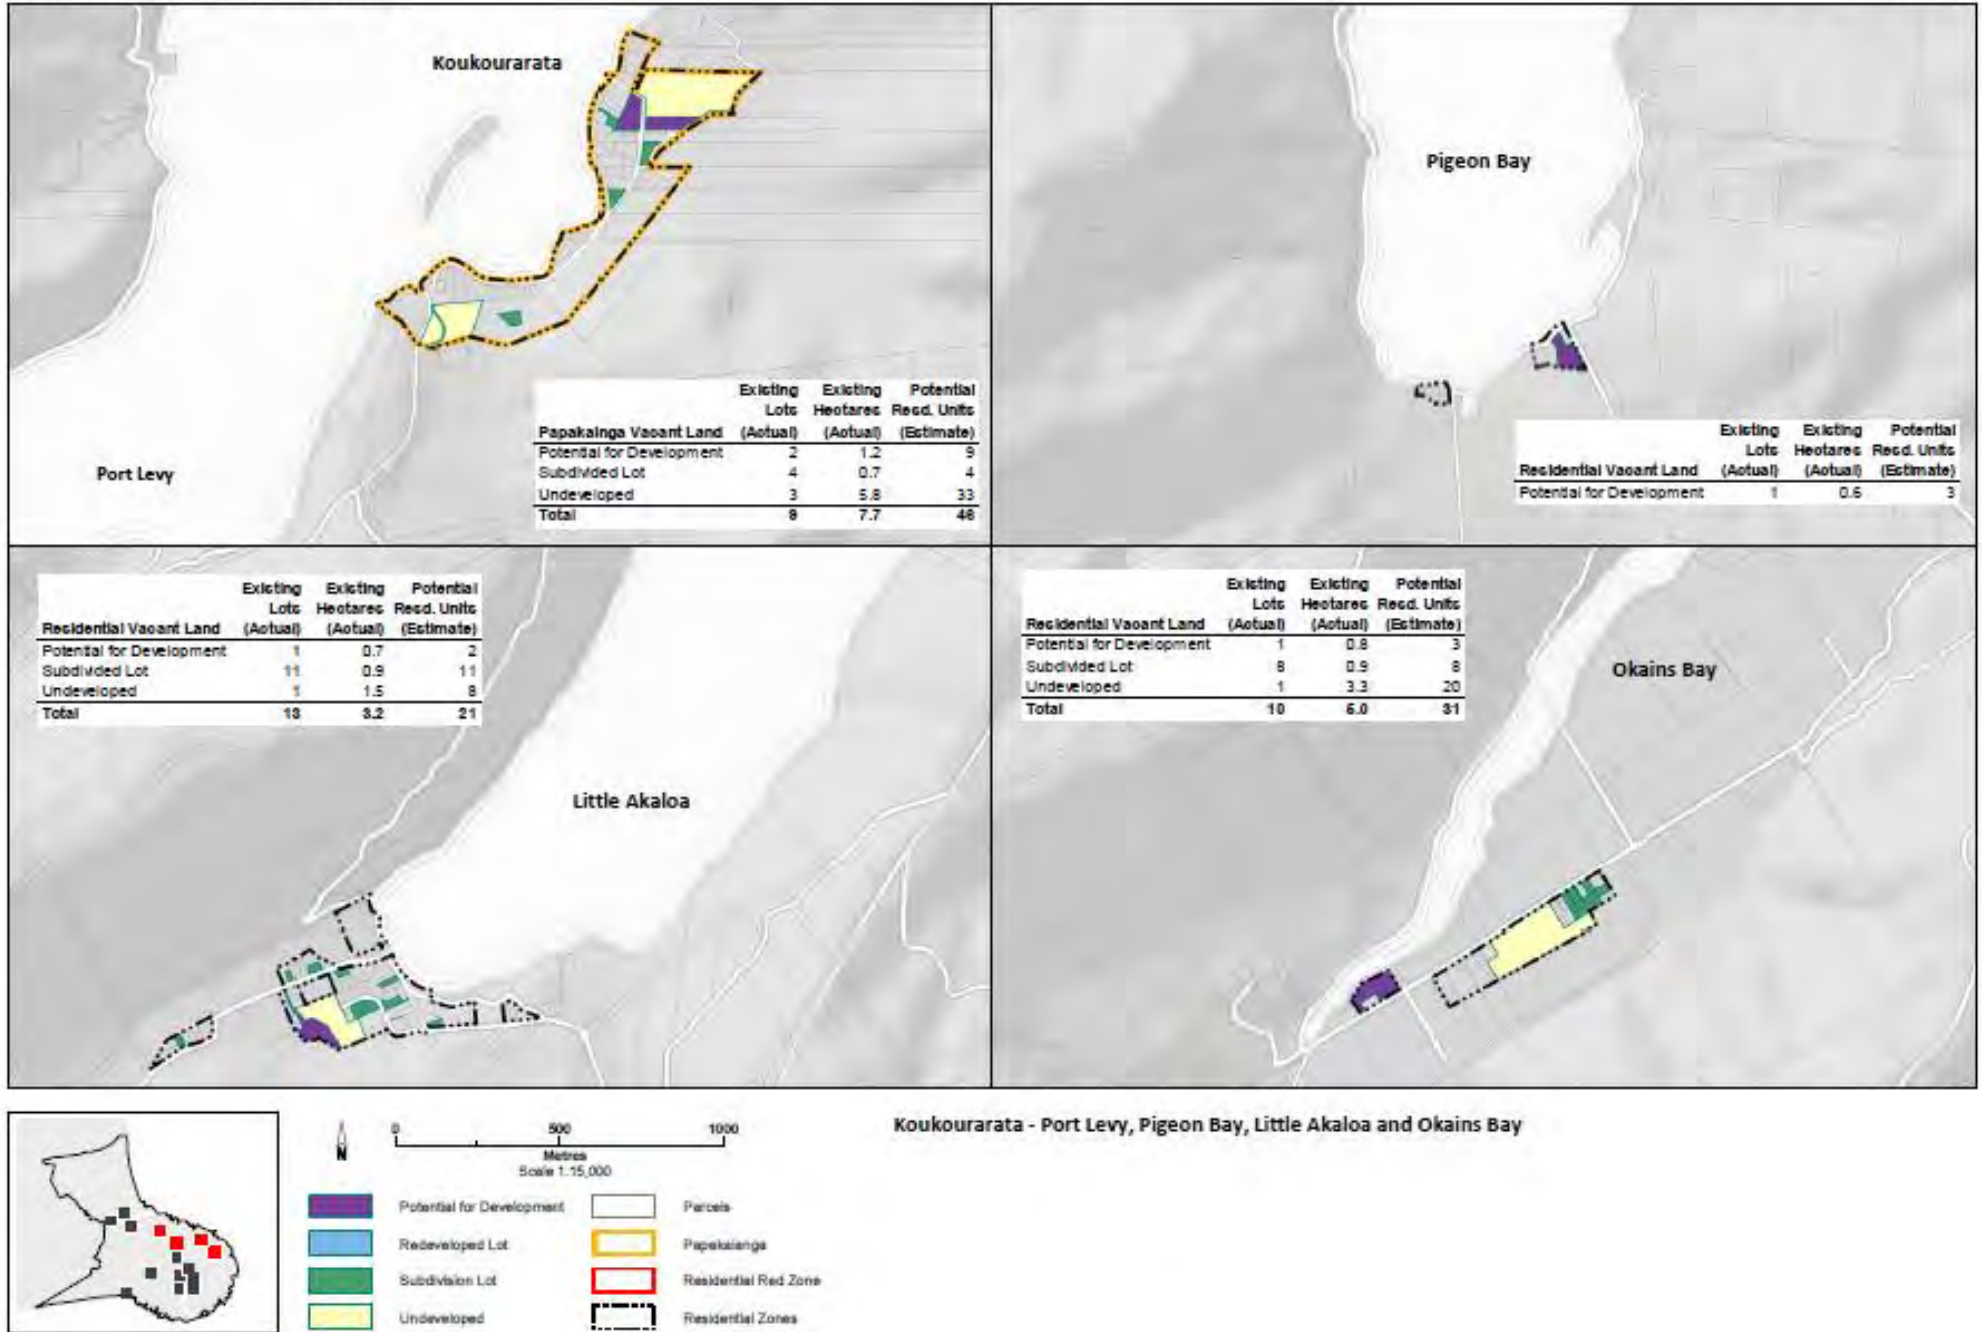 Koukourarata
Port Levy
Existing Existing Potential
Lots Hectares Resd. Units
Papakainga Vacant Land (Actual) (Actual) (Estimate)
Potential for Development 2 1.2 9
Subdivided Lot 4 0.7 4
Undeveloped 3 5.8 33
Total 9 7.7 46
Pigeon Bay
Existing Existing Potential
Lots Hectares Resd. Units
Residential Vacant Land (Actual) (Actual) (Estimate)
Potential for Development 1 0.6 3
Existing Existing Potential
Lots Hectares Resd. Units
Residential Vacant Land (Actual) (Actual) (Estimate)
Potential for Development 1 0.7 2
Subdivided Lot 11 0.9 11
Undeveloped 1 1.5 8
Total 13 3.2 21
Little Akaloa
Existing Existing Potential
Lots Hectares Resd. Units
Residential Vacant Land (Actual) (Actual) (Estimate)
Potential for Development 1 0.8 3
Subdivided Lot 8 0.9 8
Undeveloped 1 3.3 20
Total 10 5.0 31
Okains Bay
Koukourarata - Port Levy, Pigeon Bay, Little Akaloa and Okains Bay
N
0 500 1000
Metres
Scale 1:15,000
Potential for Development
Redeveloped Lot
Subdivision Lot
Undeveloped
Parcels
Papakaianga
Residential Red Zone
Residential Zones